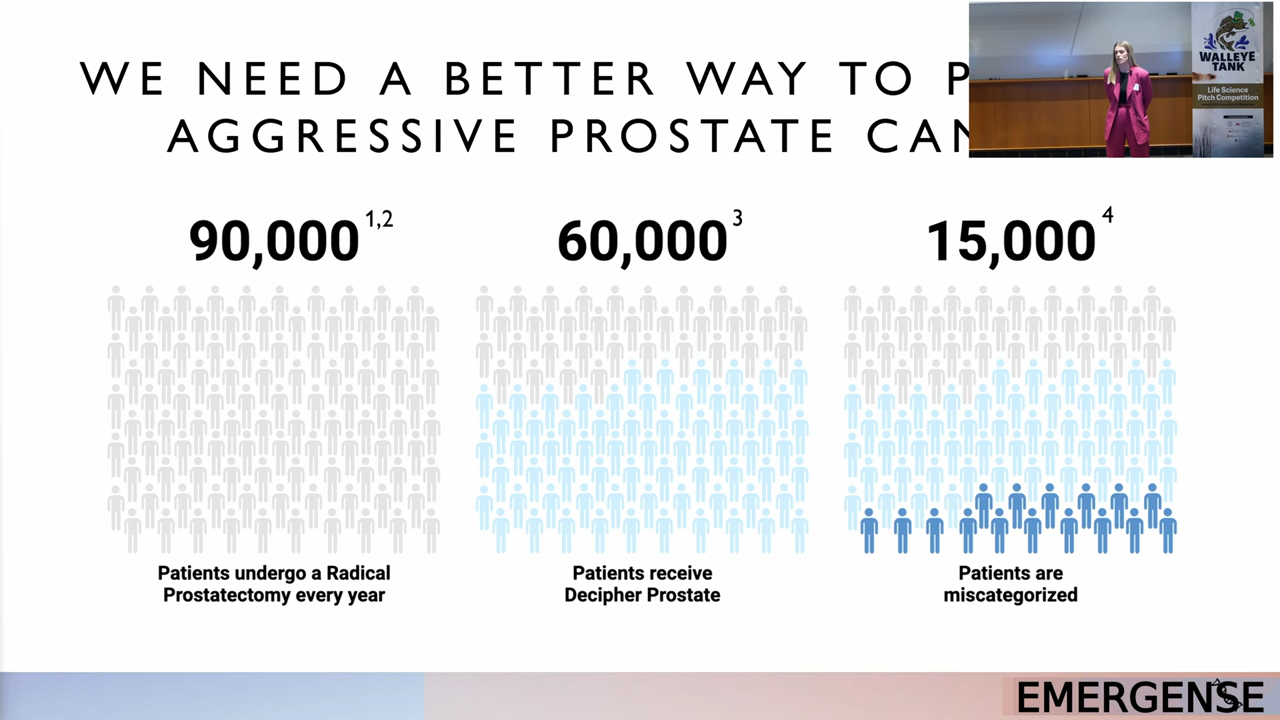 WE NEED A BETTER WAY TO P
AGGRESSIVE PROSTATE CAN
WALLEYE
TANK
Life Science
Pitch Competition
90,000 1,2
60,000 3
15,000 4
Patients undergo a Radical
Prostatectomy every year
Patients receive
Decipher Prostate
Patients are
miscategorized
EMERGENSE